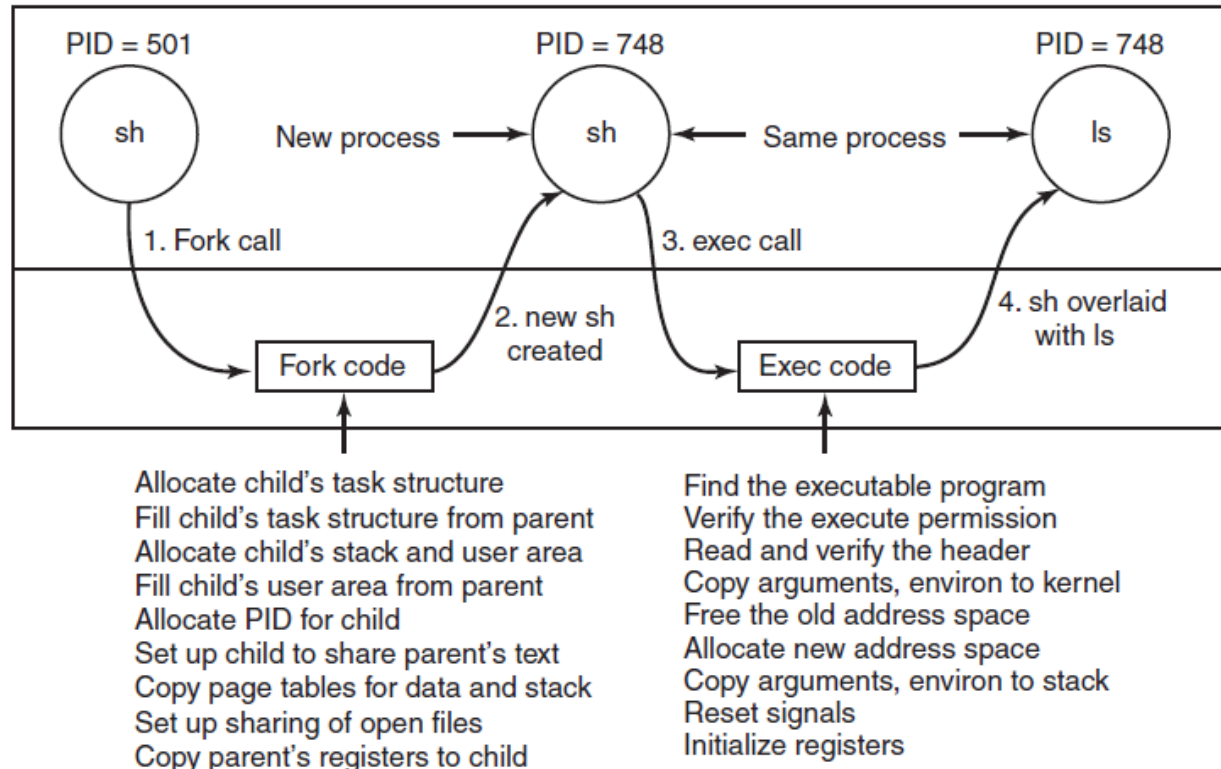 PID = 501
PID = 748
PID = 748
sh
New process
sh
Same process
ls
1. Fork call
3. exec call
2. new sh
created
4. sh overlaid
with ls
Fork code
Exec code
Allocate child's task structure
Fill child's task structure from parent
Allocate child's stack and user area
Fill child's user area from parent
Allocate PID for child
Set up child to share parent's text
Copy page tables for data and stack
Set up sharing of open files
Copy parent's registers to child
Find the executable program
Verify the execute permission
Read and verify the header
Copy arguments, environ to kernel
Free the old address space
Allocate new address space
Copy arguments, environ to stack
Reset signals
Initialize registers